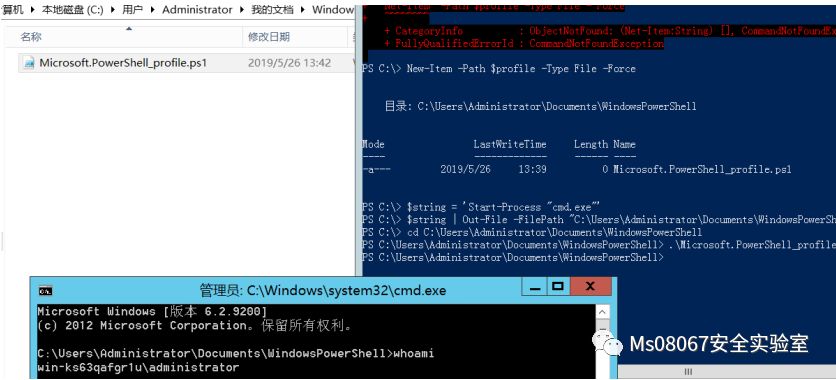 算机 ▸ 本地磁盘 (C:) ▸ 用户 ▸ Administrator ▸ 我的文档 ▸ Window
名称 修改日期
Microsoft.PowerShell_profile.ps1 2019/5/26 13:42
Net-Item -Path $profile -Type File - Force
+
+ CategoryInfo : ObjectNotFound: (Net-Item:String) [], CommandNotFoundEx
+ FullyQualifiedErrorId : CommandNotFoundException
PS C:\> New-Item -Path $profile -Type File -Force
目录: C:\Users\Administrator\Documents\WindowsPowerShell
Mode LastWriteTime Length Name
---- ------------- ------ ----
-a--- 2019/5/26 13:39 0 Microsoft.PowerShell_profile.ps1
PS C:\> $string = 'Start-Process "cmd.exe"'
PS C:\> $string | Out-File -FilePath "C:\Users\Administrator\Documents\WindowsPowerSh
PS C:\> cd C:\Users\Administrator\Documents\WindowsPowerShell
PS C:\Users\Administrator\Documents\WindowsPowerShell> .\Microsoft.PowerShell_profile
PS C:\Users\Administrator\Documents\WindowsPowerShell>
管理员: C:\Windows\system32\cmd.exe
Microsoft Windows [版本 6.2.9200]
(c) 2012 Microsoft Corporation。保留所有权利。
C:\Users\Administrator\Documents\WindowsPowerShell>whoami
win-ks63qafgr1u\administrator
Ms08067安全实验室